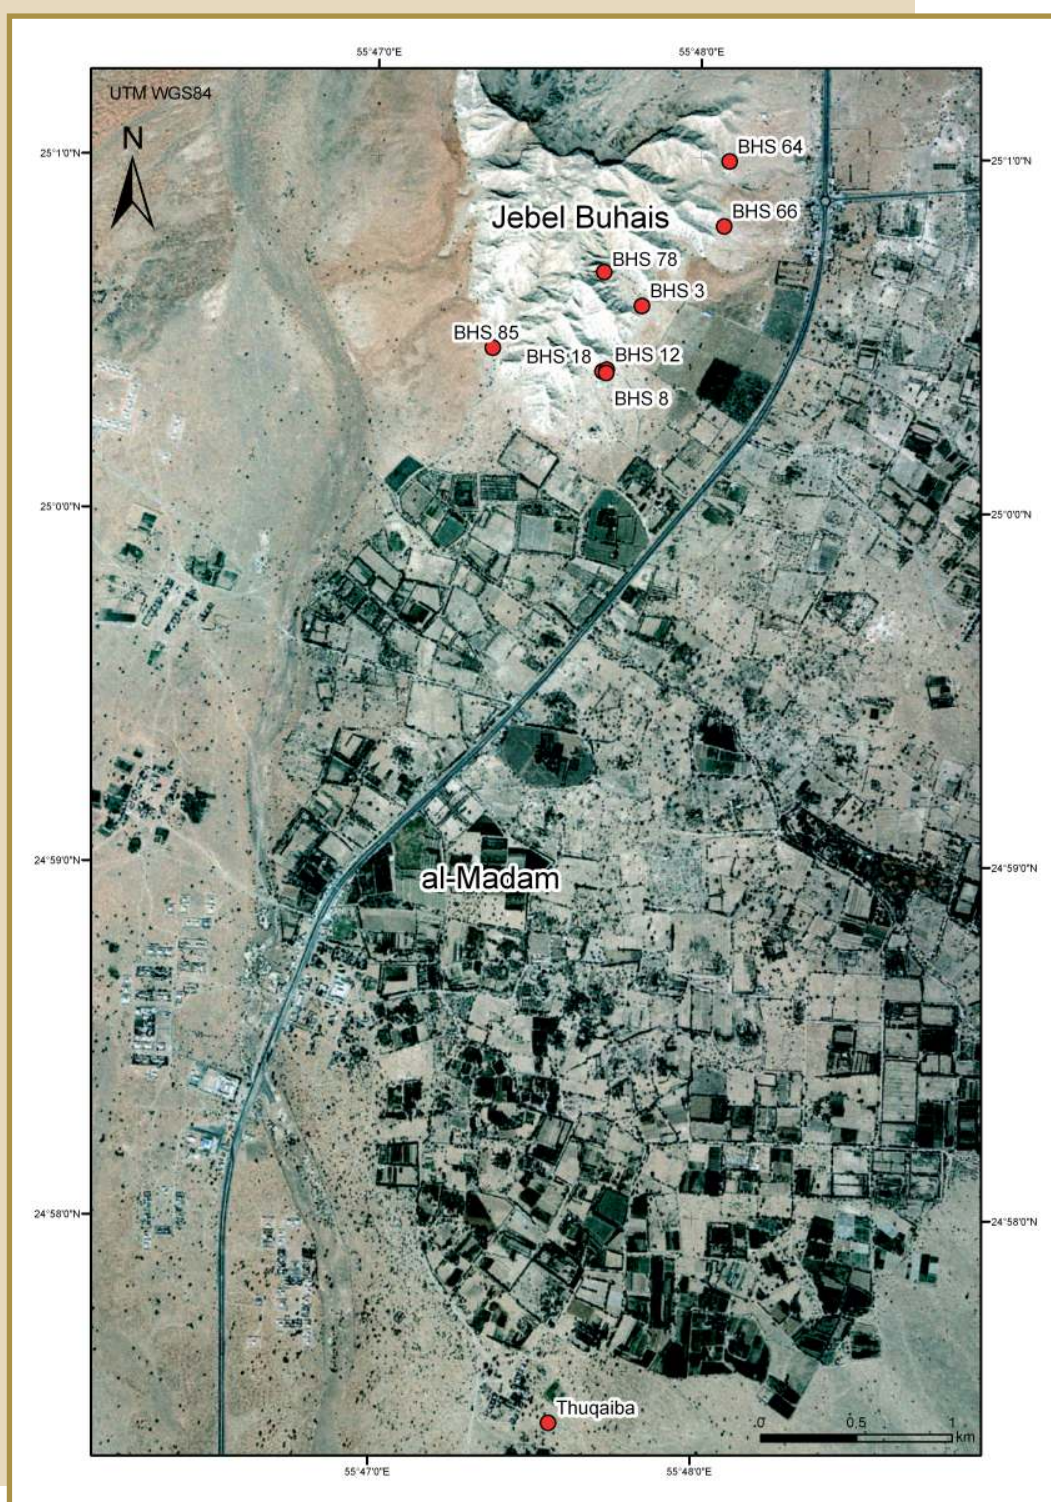 55°47'0"E
55°48'0"E
UTM WGS84
N
25°1'0"N
25°1'0"N
BHS 64
BHS 66
Jebel Buhais
BHS 78
BHS 3
BHS 85
BHS 18
BHS 12
BHS 8
25°0'0"N
25°0'0"N
24°59'0"N
24°59'0"N
al-Madam
24°58'0"N
24°58'0"N
Thuqaiba
0 0.5 1
km
55°47'0"E
55°48'0"E